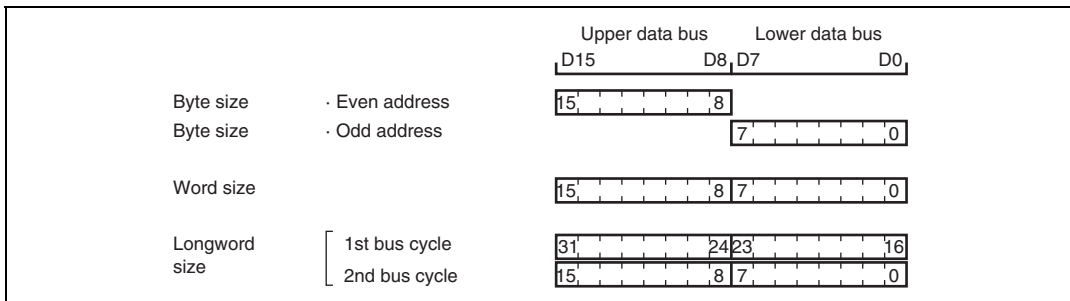 Upper data bus Lower data bus
D15 D8 D7 D0
Byte size · Even address 15 8
Byte size · Odd address 7 0
Word size 15 8 7 0
Longword size 1st bus cycle 31 24 23 16
2nd bus cycle 15 8 7 0